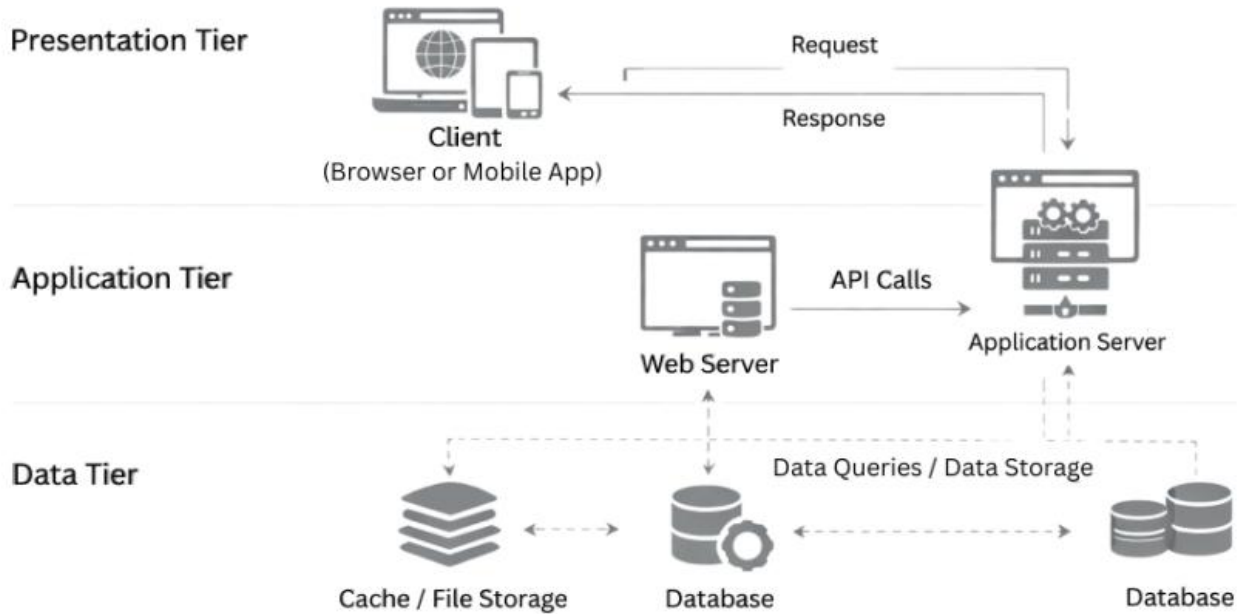 Presentation Tier
Request
Response
Client
(Browser or Mobile App)
Application Tier
API Calls
Web Server
Application Server
Data Tier
Data Queries / Data Storage
Cache / File Storage
Database
Database